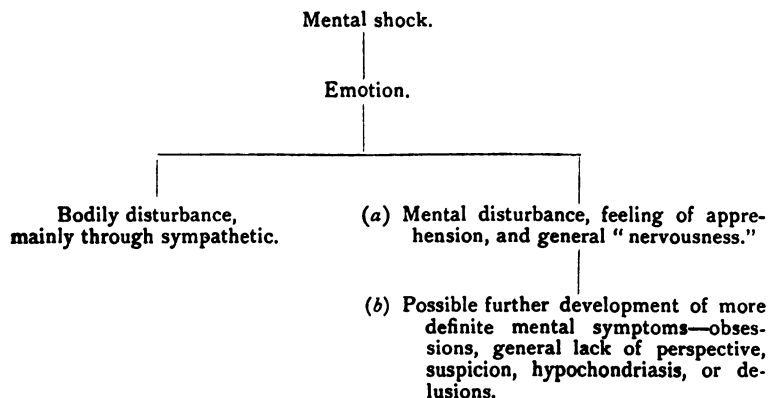 Mental shock.
Emotion.
Bodily disturbance,
mainly through sympathetic.
(a) Mental disturbance, feeling of appre-
hension, and general “ nervousness.”
(b) Possible further development of more
definite mental symptoms—obses-
sions, general lack of perspective,
suspicion, hypochondriasis, or de-
lusions.